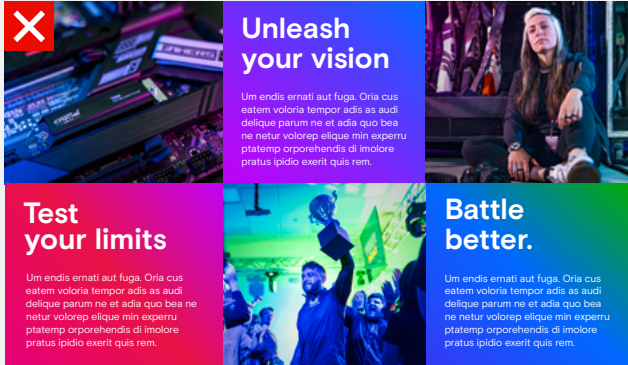 crucial
GAMERS
Unleash
your vision
Um endis ernati aut fuga. Oria cus
eatem voloria tempor adis as audi
delique parum ne et adia quo bea
ne netur volorep elique min experru
ptatemp orporehendis di imolore
pratus ipidio exerit quis rem.
Test
your limits
Um endis ernati aut fuga. Oria cus
eatem voloria tempor adis as audi
delique parum ne et adia quo bea ne
netur volorep elique min experru
ptatemp orporehendis di imolore
pratus ipidio exerit quis rem.
Battle
better.
Um endis ernati aut fuga. Oria cus
eatem voloria tempor adis as audi
delique parum ne et adia quo bea
ne netur volorep elique min experru
ptatemp orporehendis di imolore
pratus ipidio exerit quis rem.